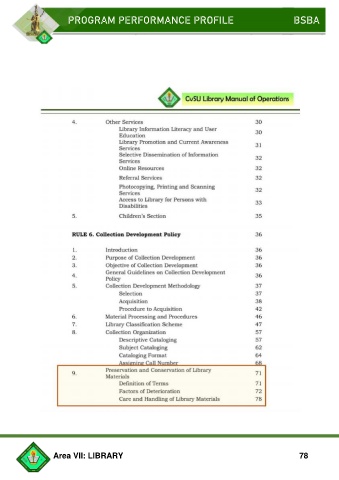 PROGRAM PERFORMANCE PROFILE BSBA
CvSU Library Manual of Operations
4. Other Services 30
Library Information Literacy and User
Education 30
Library Promotion and Current Awareness
Services 31
Selective Dissemination of Information
Services 32
Online Resources 32
Referral Services 32
Photocopying, Printing and Scanning
Services 32
Access to Library for Persons with
Disabilities 33
5. Children's Section 35
RULE 6. Collection Development Policy 36
1. Introduction 36
2. Purpose of Collection Development 36
3. Objective of Collection Development 36
4. General Guidelines on Collection Development
Policy 36
5. Collection Development Methodology 37
Selection 37
Acquisition 38
Procedure to Acquisition 42
6. Material Processing and Procedures 46
7. Library Classification Scheme 47
8. Collection Organization 57
Descriptive Cataloging 57
Subject Cataloging 62
Cataloging Format 64
Assigning Call Number 68
9. Preservation and Conservation of Library
Materials 71
Definition of Terms 71
Factors of Deterioration 72
Care and Handling of Library Materials 78
Area VII: LIBRARY 78